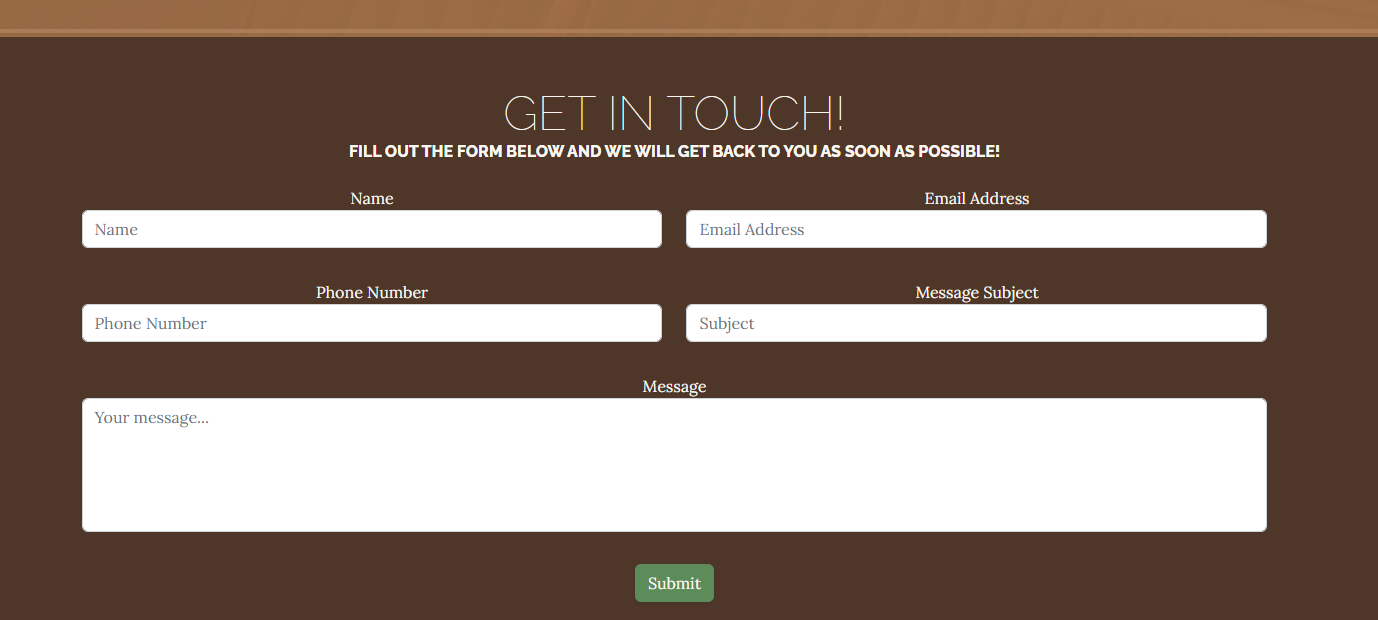 GET IN TOUCH!
FILL OUT THE FORM BELOW AND WE WILL GET BACK TO YOU AS SOON AS POSSIBLE!
Name
Email Address
Name
Email Address
Phone Number
Message Subject
Phone Number
Subject
Message
Your message...
Submit